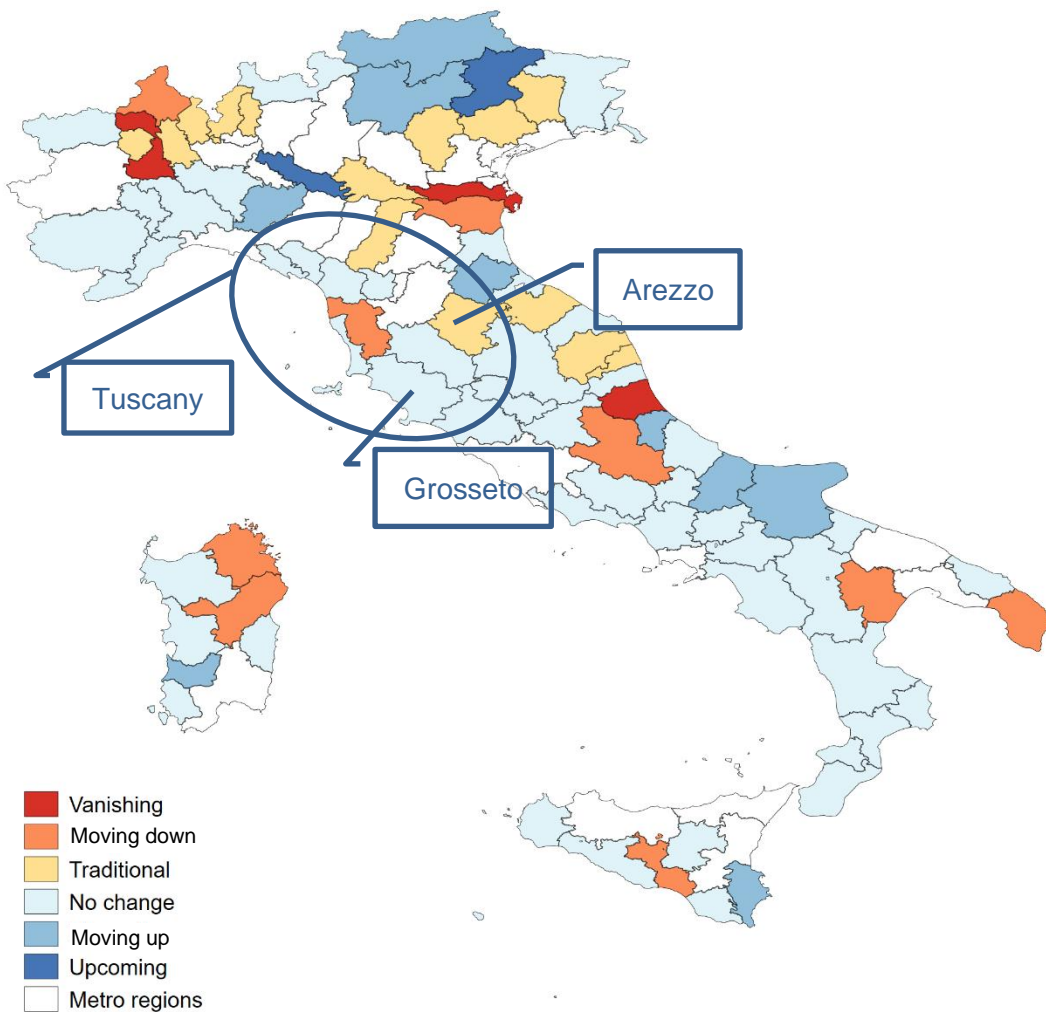 Arezzo
Tuscany
Grosseto
Vanishing
Moving down
Traditional
No change
Moving up
Upcoming
Metro regions